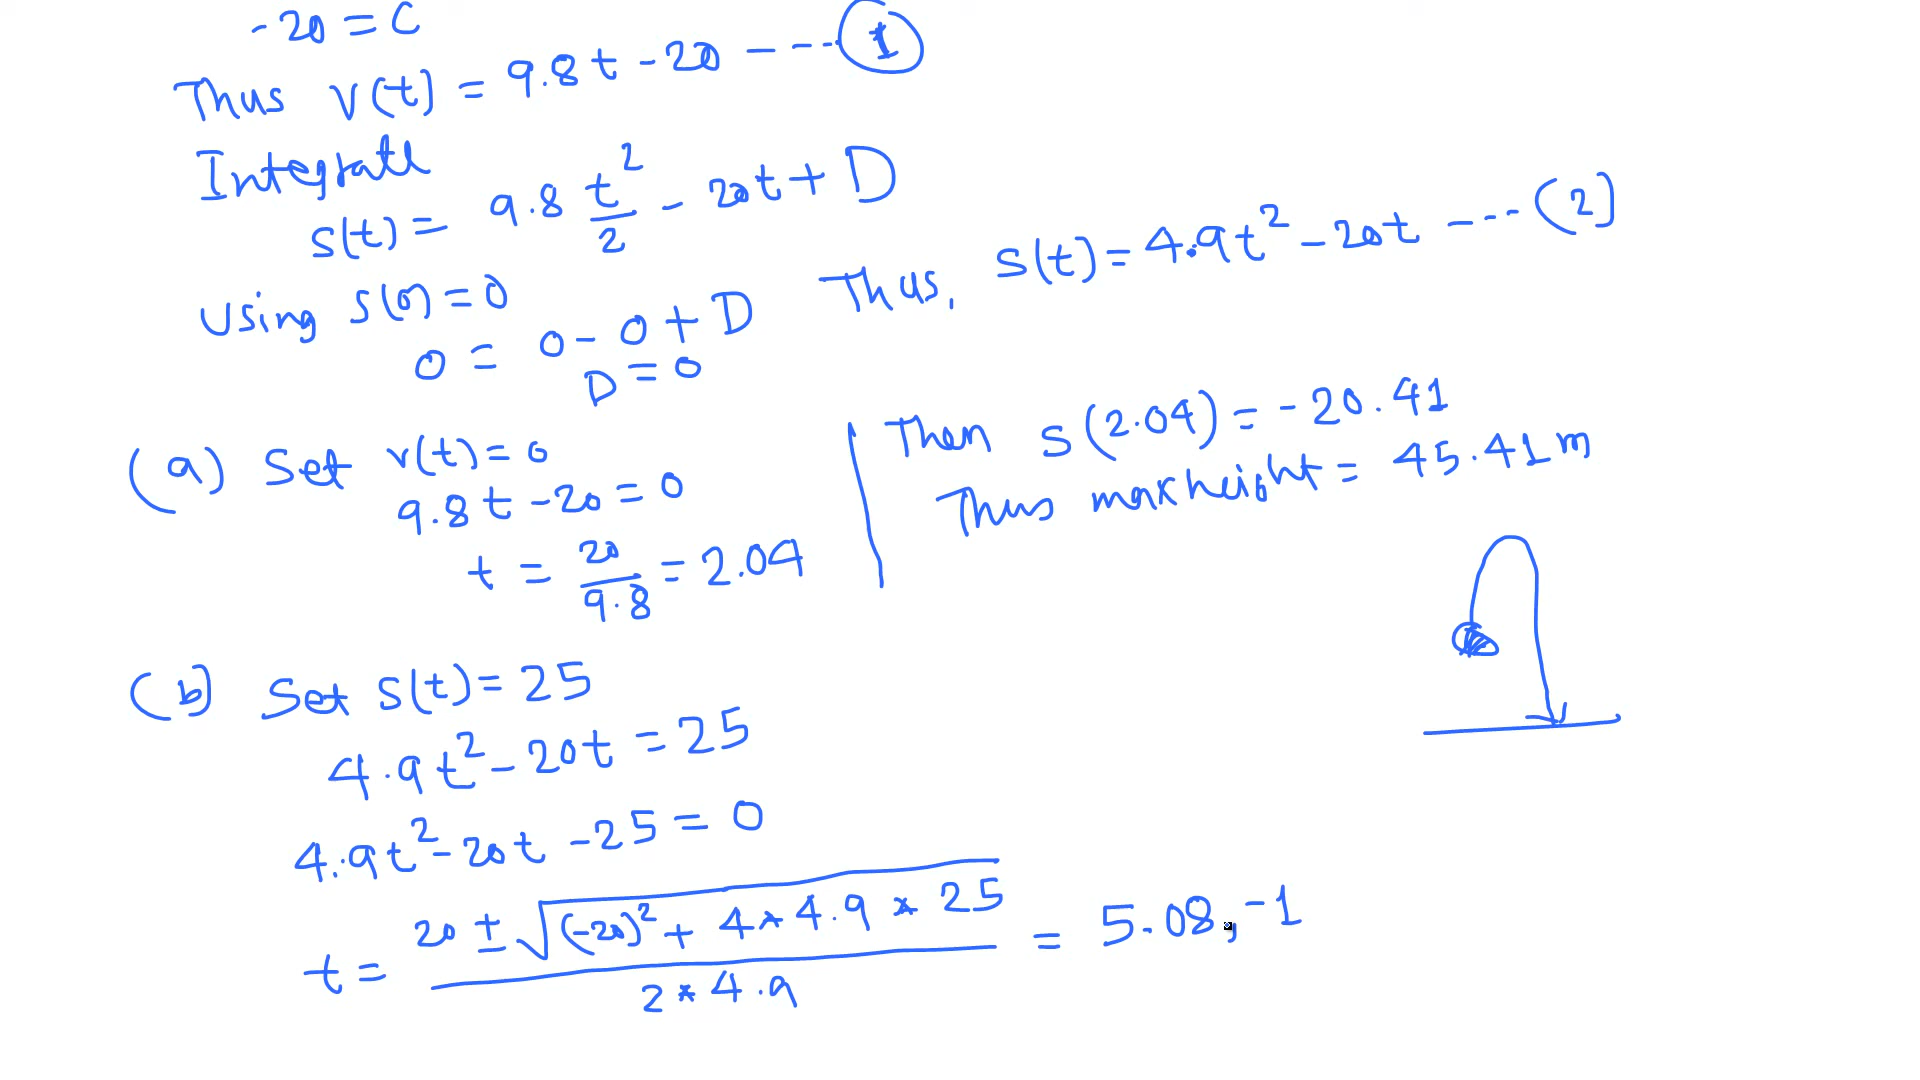 -20 = C
Thus v(t) = 9.8t - 20 ---- 1
Integrate
s(t) = 9.8 t²/2 - 20t + D
Using s(0) = 0
0 = 0 - 0 + D
D = 0
Thus, s(t) = 4.9t² - 20t ---- (2)
(a) Set v(t) = 0
9.8t - 20 = 0
t = 20/9.8 = 2.04
Then s(2.04) = -20.41
Thus max height = 45.41 m
(b) Set s(t) = 25
4.9t² - 20t = 25
4.9t² - 20t - 25 = 0
t = (20 ± √((-20)² + 4 * 4.9 * 25))/(2 * 4.9) = 5.08, -1